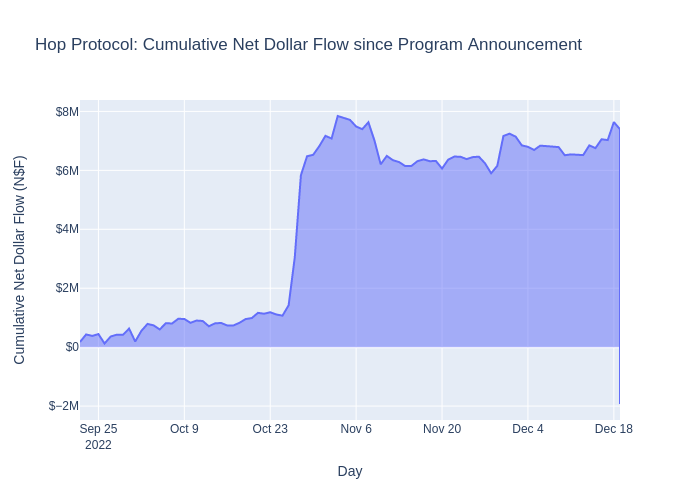 Hop Protocol: Cumulative Net Dollar Flow since Program Announcement
Cumulative Net Dollar Flow (N$F)
$8M
$6M
$4M
$2M
$0
$−2M
Sep 25
2022
Oct 9
Oct 23
Nov 6
Nov 20
Dec 4
Dec 18
Day